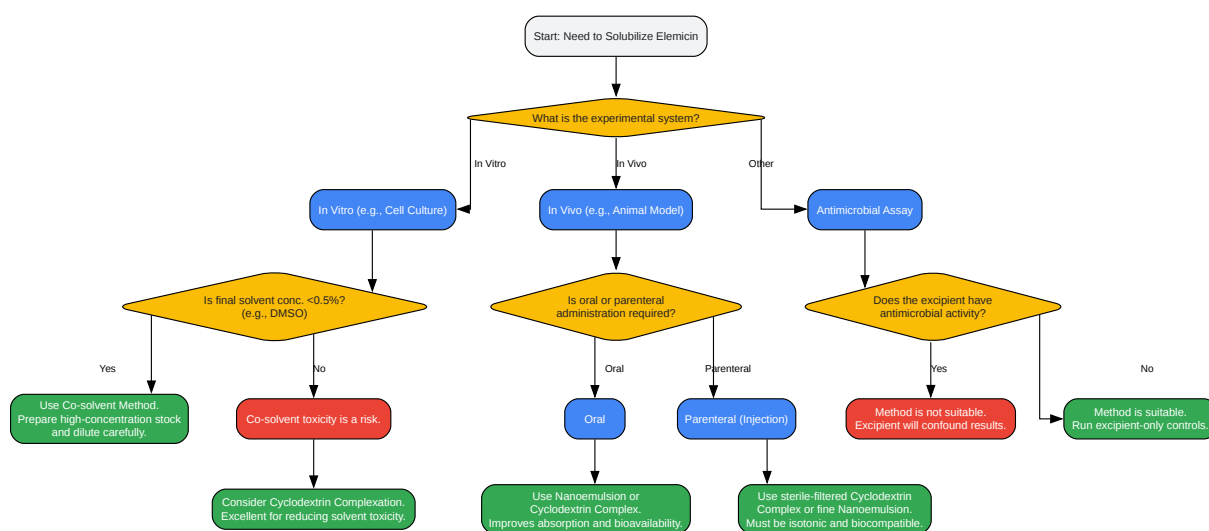 Start: Need to Solubilize Elemicin
What is the experimental system?
In Vitro
In Vivo
Other
In Vitro (e.g., Cell Culture)
In Vivo (e.g., Animal Model)
Antimicrobial Assay
Is final solvent conc. <0.5%?
(e.g., DMSO)
Is oral or parenteral
administration required?
Does the excipient have
antimicrobial activity?
Yes
No
Oral
Parenteral
Yes
No
Use Co-solvent Method.
Prepare high-concentration stock
and dilute carefully.
Co-solvent toxicity is a risk.
Oral
Parenteral (Injection)
Method is not suitable.
Excipient will confound results.
Method is suitable.
Run excipient-only controls.
Consider Cyclodextrin Complexation.
Excellent for reducing solvent toxicity.
Use Nanoemulsion or
Cyclodextrin Complex.
Improves absorption and bioavailability.
Use sterile-filtered Cyclodextrin
Complex or fine Nanoemulsion.
Must be isotonic and biocompatible.